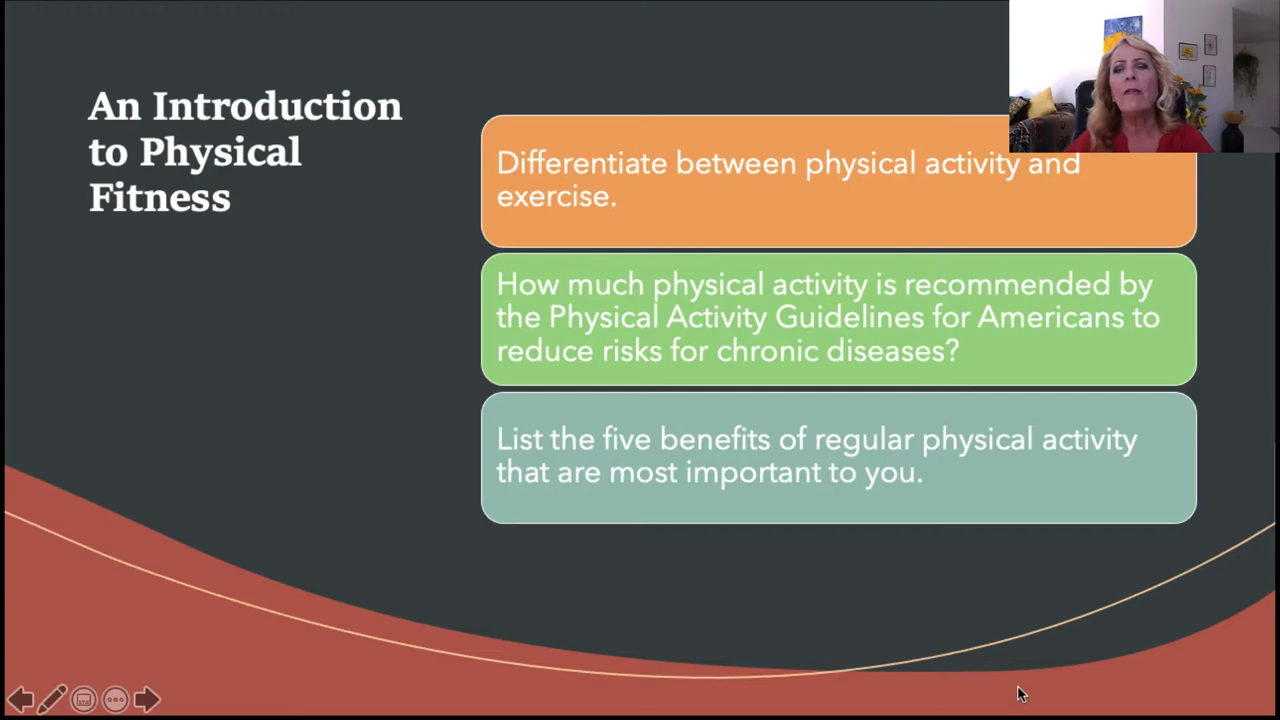 An Introduction
to Physical
Fitness
Differentiate between physical activity and
exercise.
How much physical activity is recommended by
the Physical Activity Guidelines for Americans to
reduce risks for chronic diseases?
List the five benefits of regular physical activity
that are most important to you.